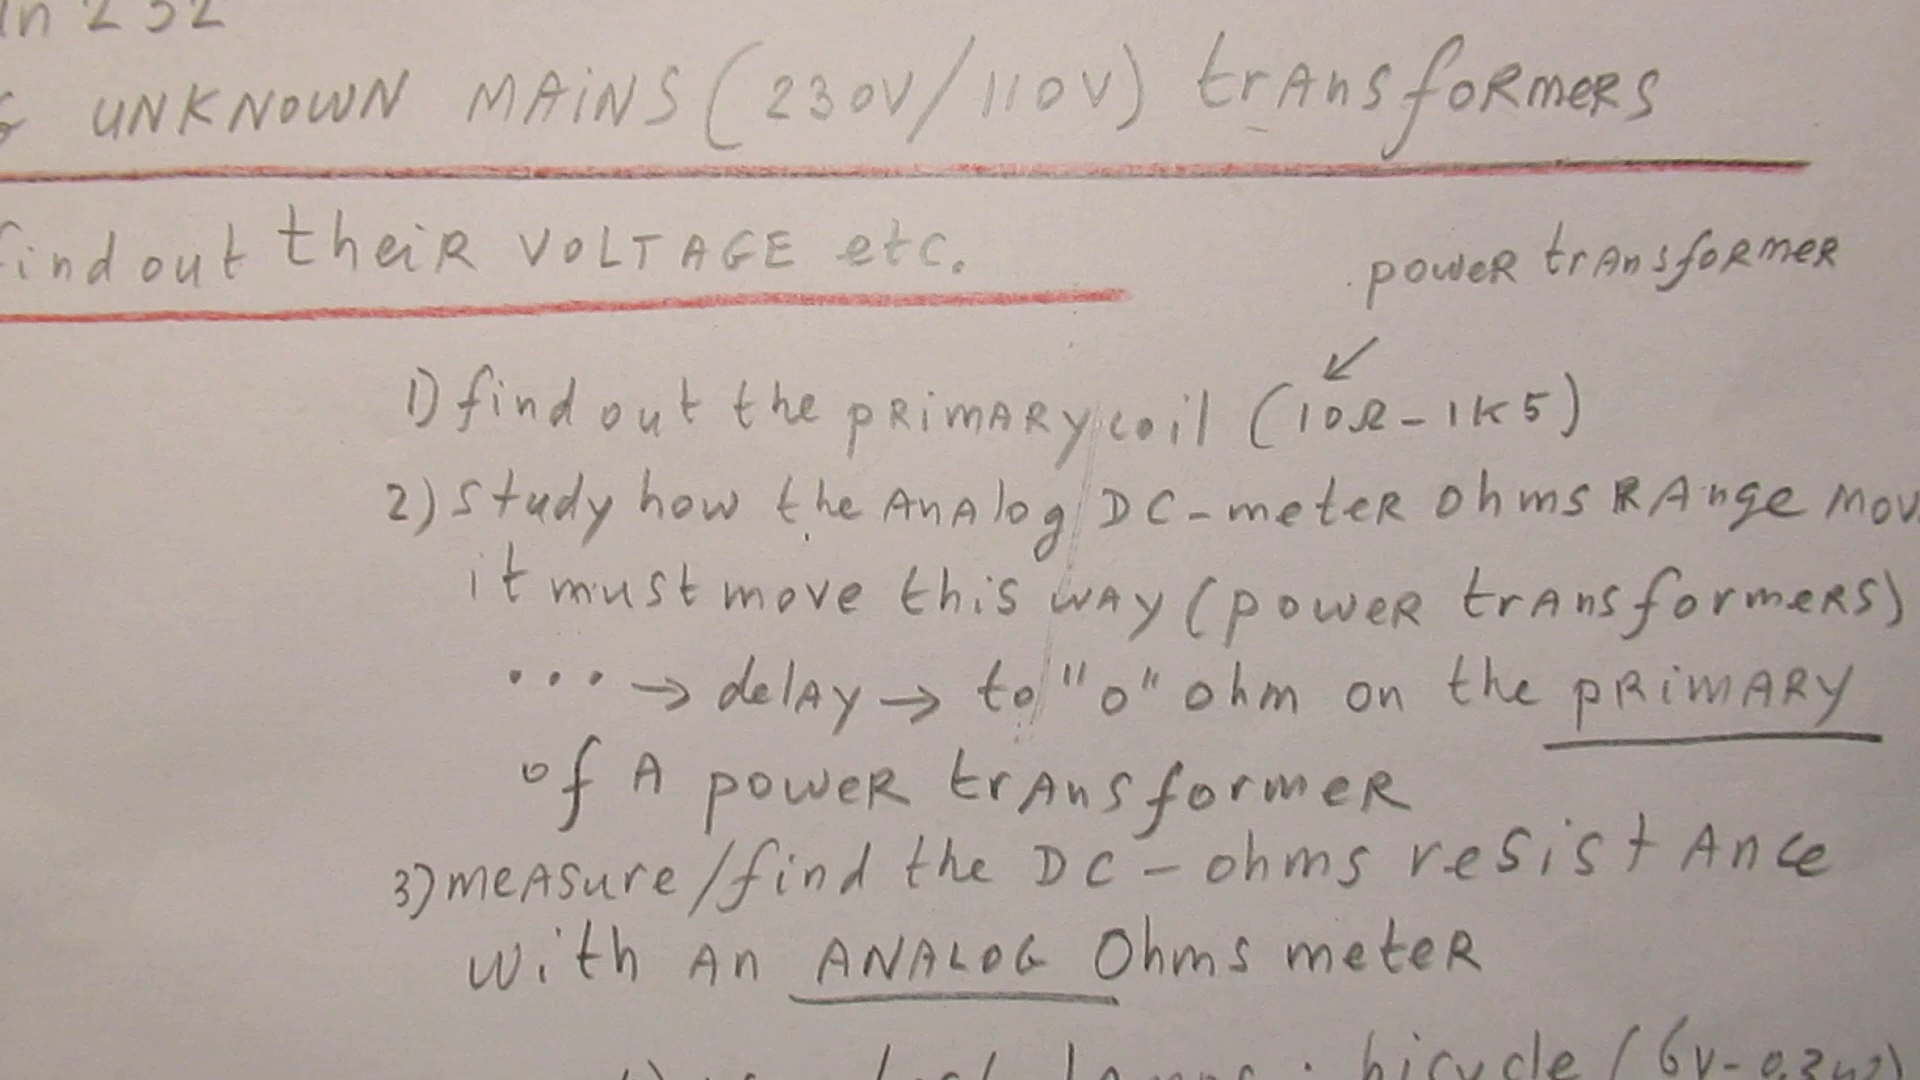 UNKNOWN MAINS (230V/110V) transformers
find out their VOLTAGE etc.
power transformer
1) find out the primary coil (10Ω - 1K5)
2) study how the Analog DC-meter ohms Range
it must move this way (power transformers)
... → delay → to "0" ohm on the primary
of A power transformer
3) measure/find the DC-ohms resistance
with an ANALOG Ohms meter
bicycle (6V-